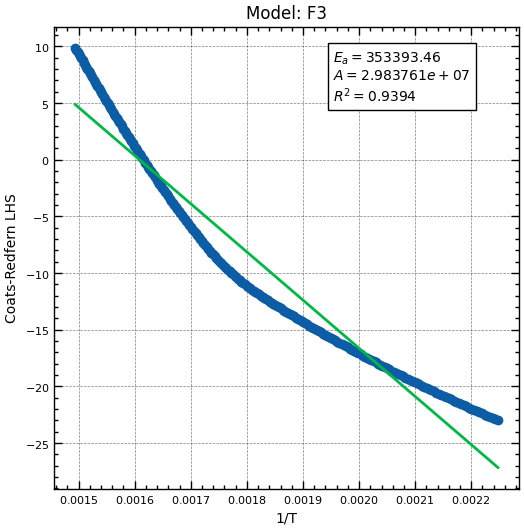 Model: F3
E_a = 353393.46
A = 2.983761e + 07
R² = 0.9394
10
5
0
−5
−10
−15
−20
−25
Coats-Redfern LHS
0.0015 0.0016 0.0017 0.0018 0.0019 0.0020 0.0021 0.0022
1/T